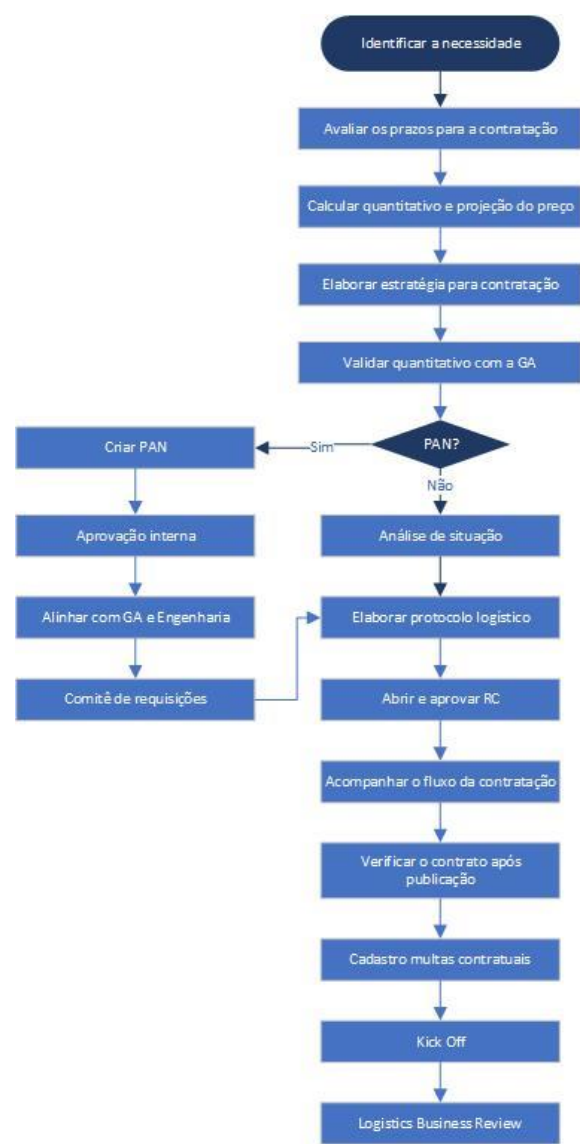 Identificar a necessidade
Avaliar os prazos para a contratação
Calcular quantitativo e projeção do preço
Elaborar estratégia para contratação
Validar quantitativo com a GA
PAN?
Sim
Criar PAN
Não
Aprovação interna
Análise de situação
Alinhar com GA e Engenharia
Elaborar protocolo logístico
Comitê de requisições
Abrir e aprovar RC
Acompanhar o fluxo da contratação
Verificar o contrato após
publicação
Cadastro multas contratuais
Kick Off
Logistics Business Review